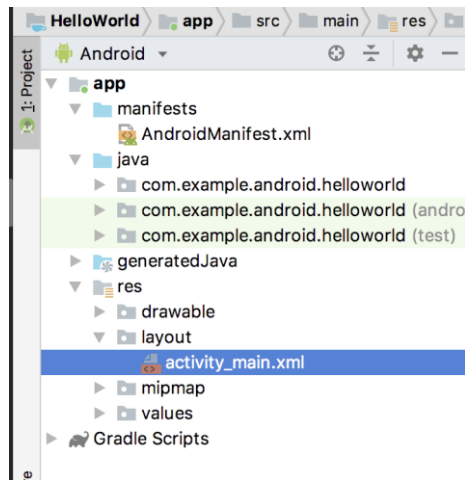 HelloWorld app src main res
Android
1: Project
app
manifests
AndroidManifest.xml
java
com.example.android.helloworld
com.example.android.helloworld (andro
com.example.android.helloworld (test)
generatedJava
res
drawable
layout
activity_main.xml
mipmap
values
Gradle Scripts